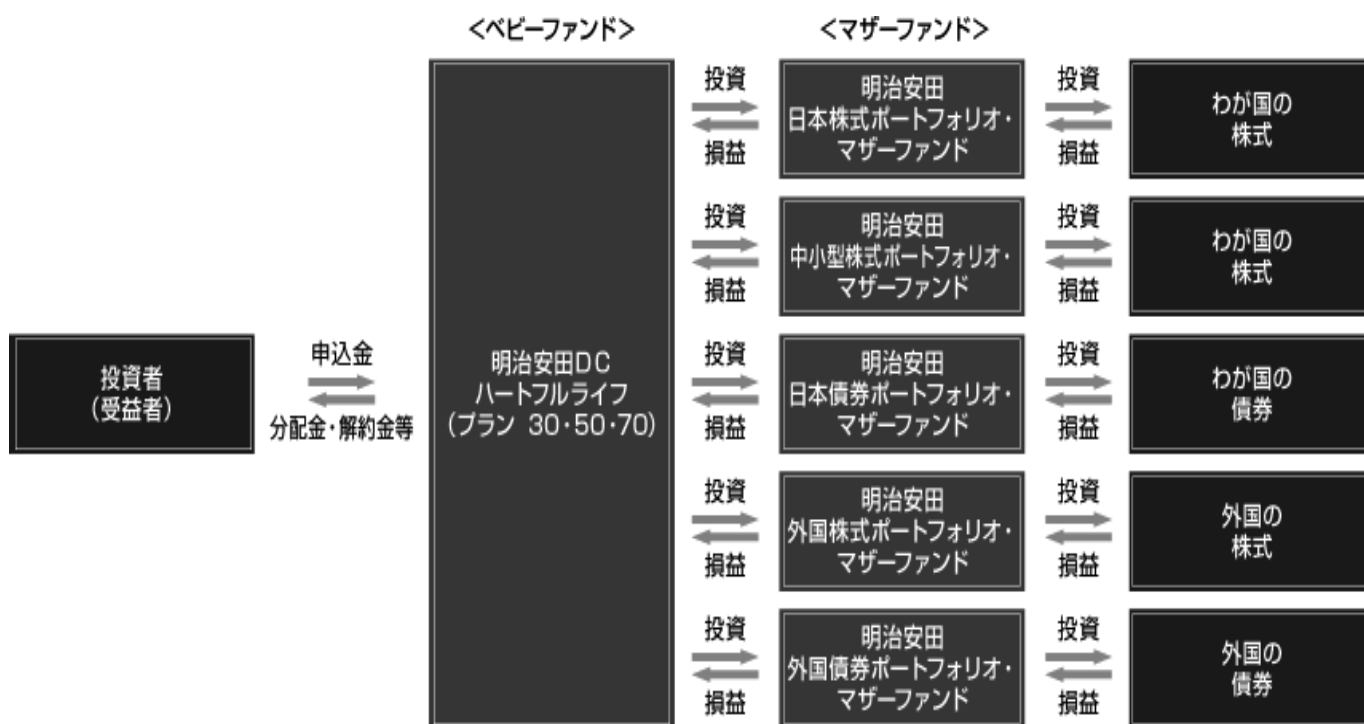 <ベビーファンド>
<マザーファンド>
投資者
(受益者)
申込金
分配金・解約金等
明治安田DC
ハートフルライフ
(プラン 30・50・70)
投資
損益
明治安田
日本株式ポートフォリオ・
マザーファンド
投資
損益
わが国の
株式
投資
損益
明治安田
中小型株式ポートフォリオ・
マザーファンド
投資
損益
わが国の
株式
投資
損益
明治安田
日本債券ポートフォリオ・
マザーファンド
投資
損益
わが国の
債券
投資
損益
明治安田
外国株式ポートフォリオ・
マザーファンド
投資
損益
外国の
株式
投資
損益
明治安田
外国債券ポートフォリオ・
マザーファンド
投資
損益
外国の
債券